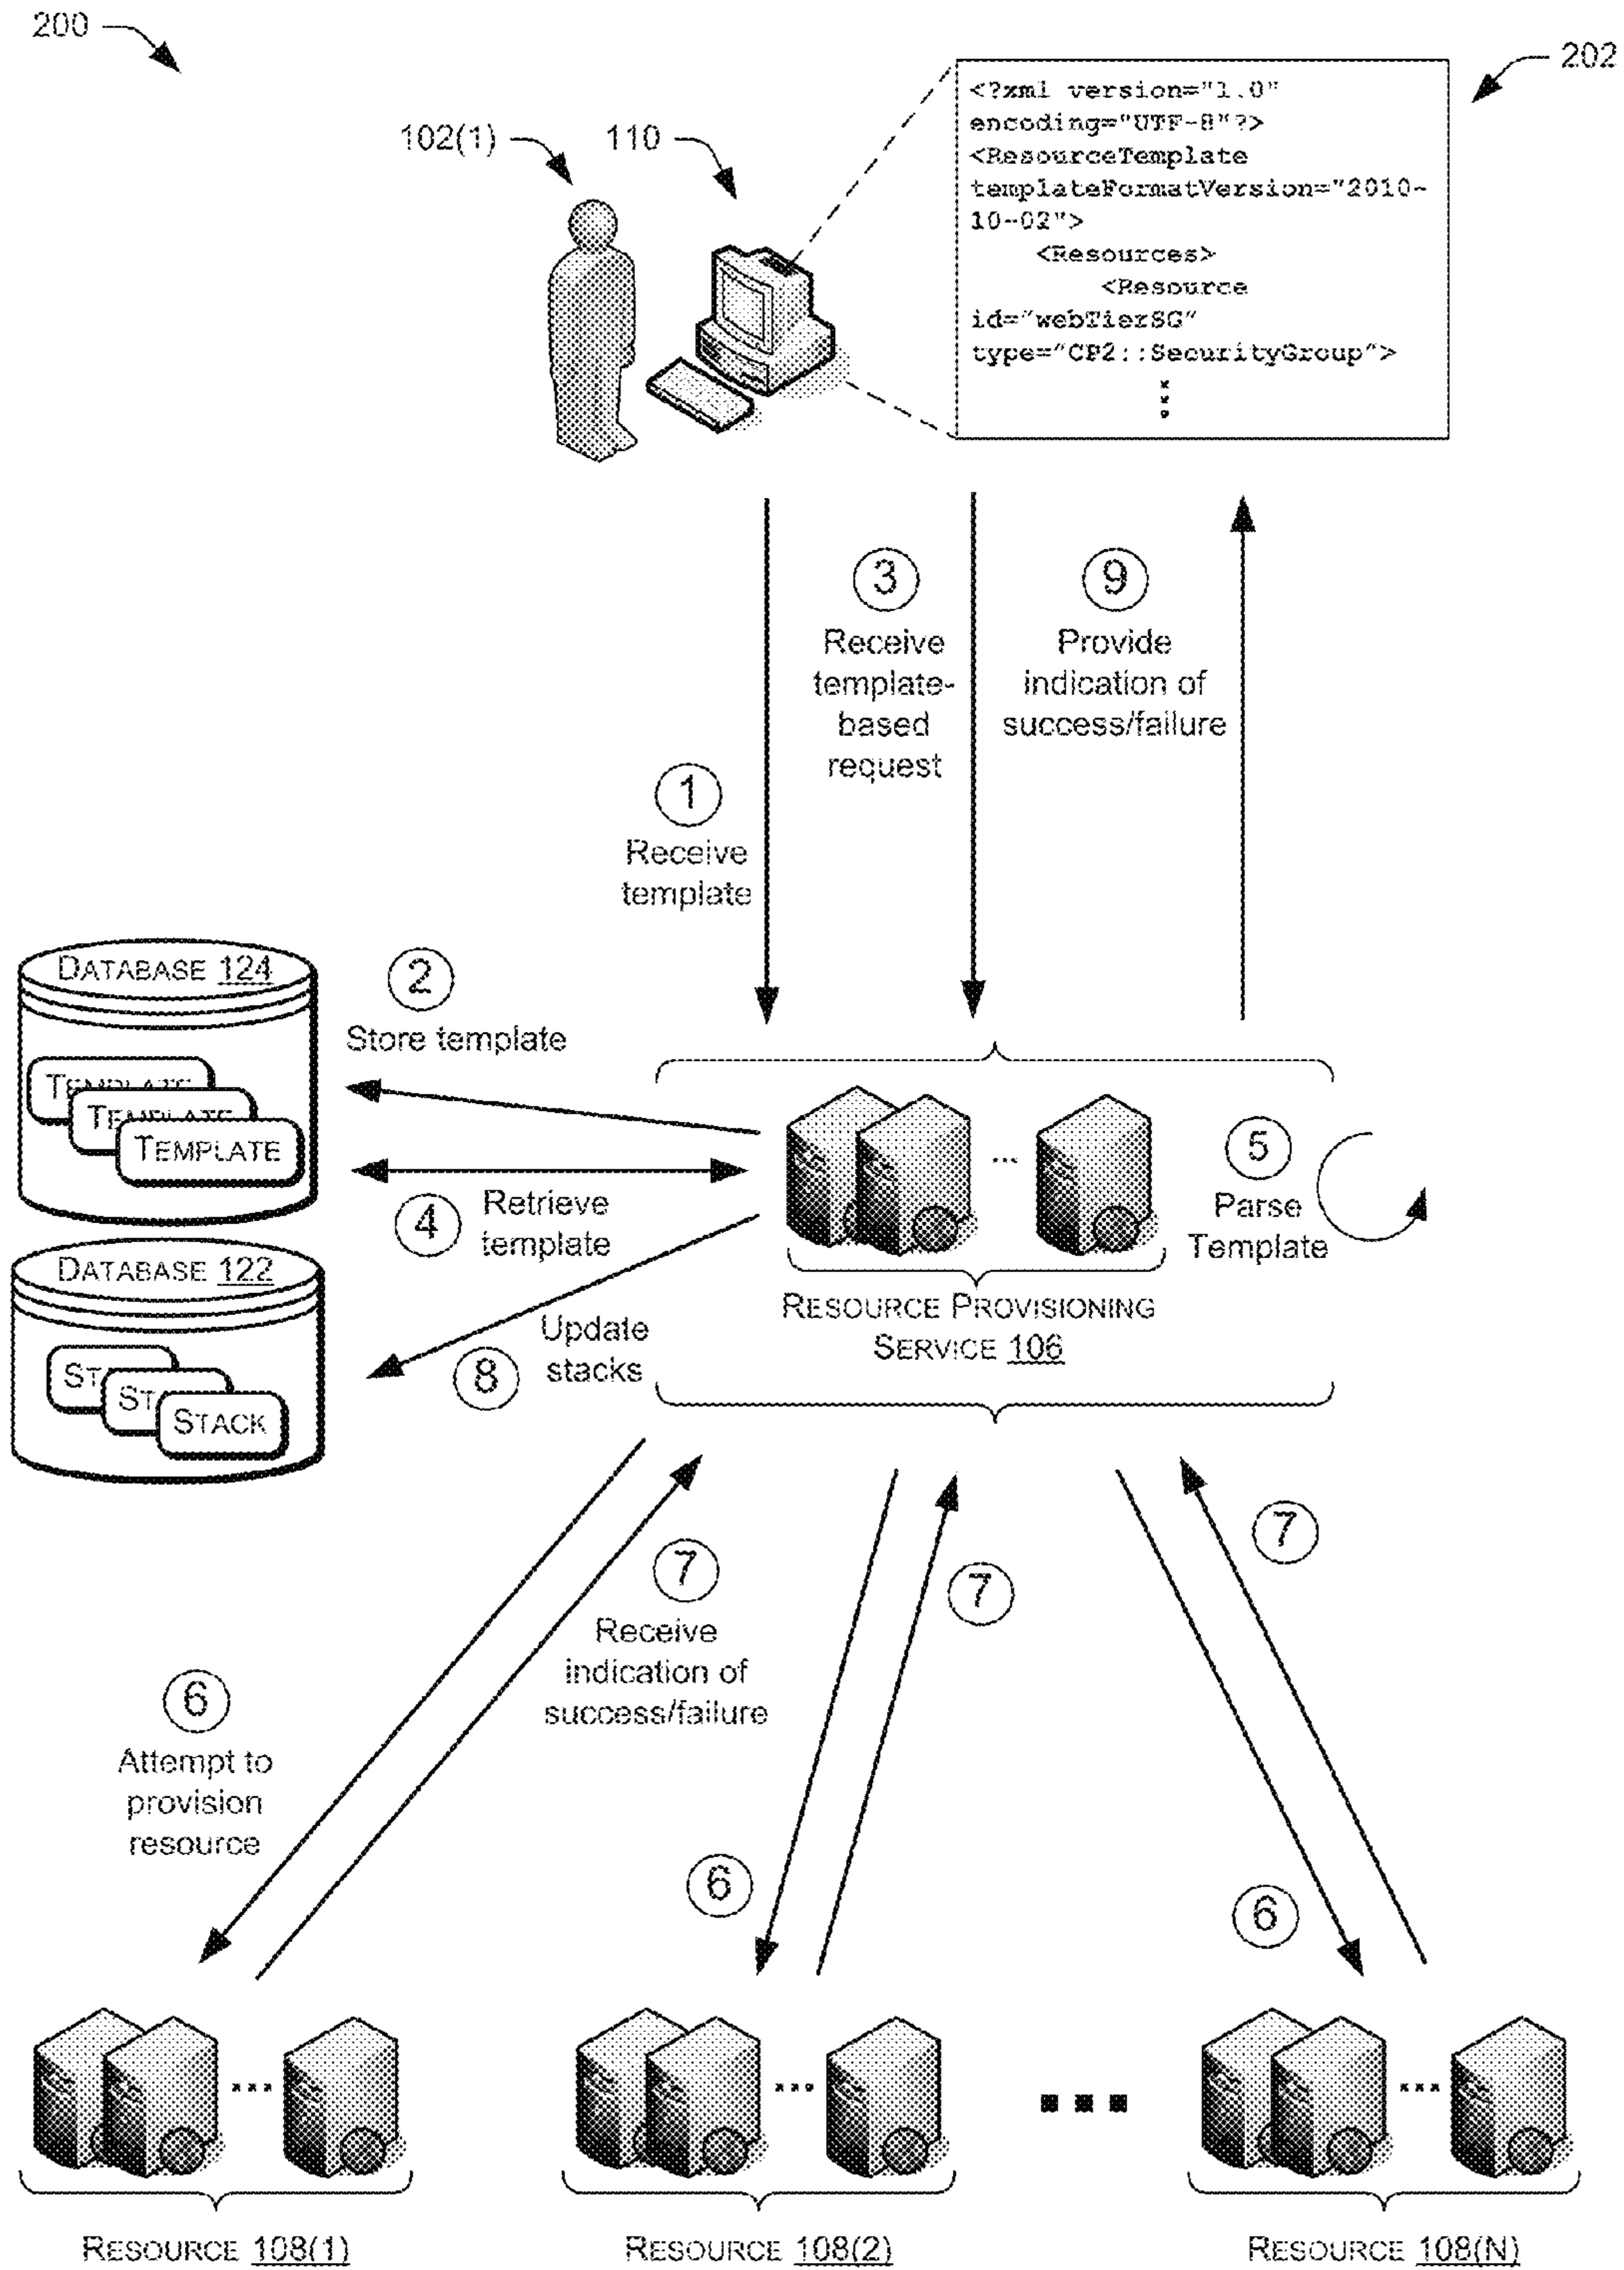 200
202
102(1)
110
<?xml version="1.0"
encoding="UTF-8"?>
<ResourceTemplate
templateFormatVersion="2010-
10-02">
<Resources>
<Resource
id="webTierSG"
type="CP2::SecurityGroup">
3
Receive
template-
based
request
9
Provide
indication of
success/failure
1
Receive
template
DATABASE 124
TEMPLATE
TEMPLATE
TEMPLATE
2
Store template
4
Retrieve
template
5
Parse
Template
RESOURCE PROVISIONING
SERVICE 106
DATABASE 122
ST
ST
STACK
8
Update
stacks
7
Receive
indication of
success/failure
7
7
6
Attempt to
provision
resource
6
6
...
...
...
...
RESOURCE 108(1)
RESOURCE 108(2)
RESOURCE 108(N)